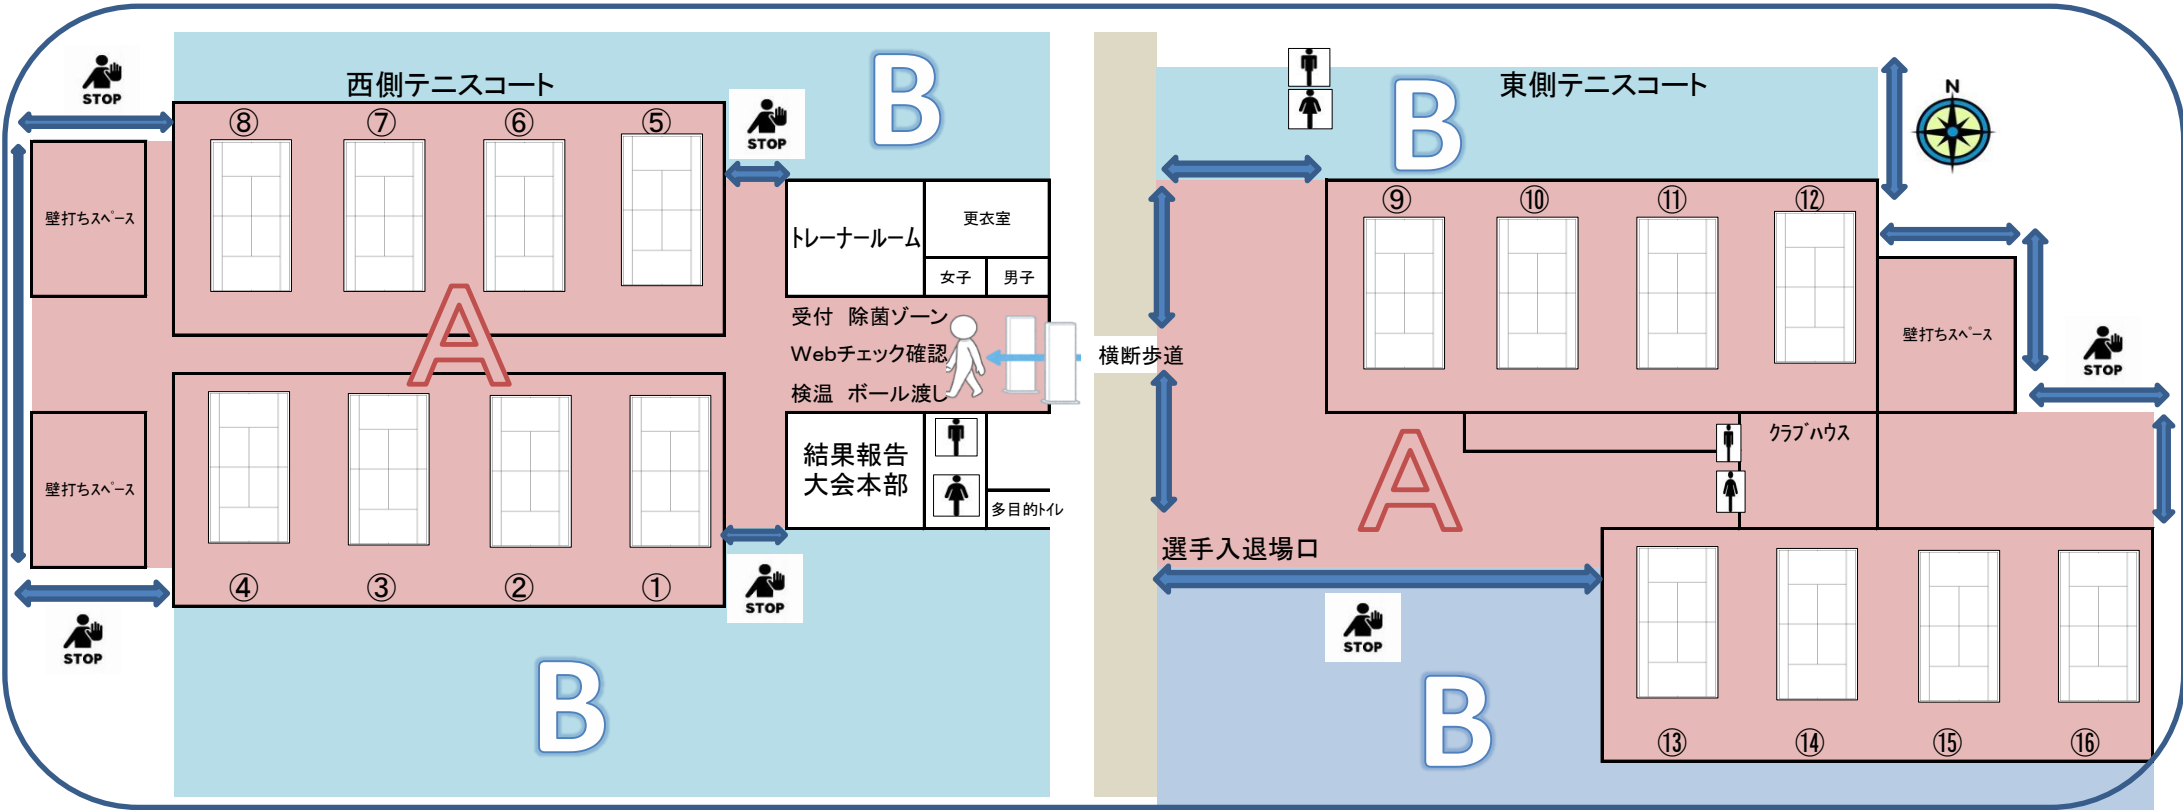 西側テニスコート
B
東側テニスコート
B
N
STOP
STOP
⑧
⑦
⑥
⑤
壁打ちスペース
トレーナールーム
更衣室
女子
男子
⑨
⑩
⑪
⑫
壁打ちスペース
STOP
A
受付 除菌ゾーン
Webチェック確認
検温 ボール渡し
横断歩道
壁打ちスペース
結果報告
大会本部
多目的トイレ
クラブハウス
A
選手入退場口
④
③
②
①
STOP
STOP
STOP
B
B
⑬
⑭
⑮
⑯